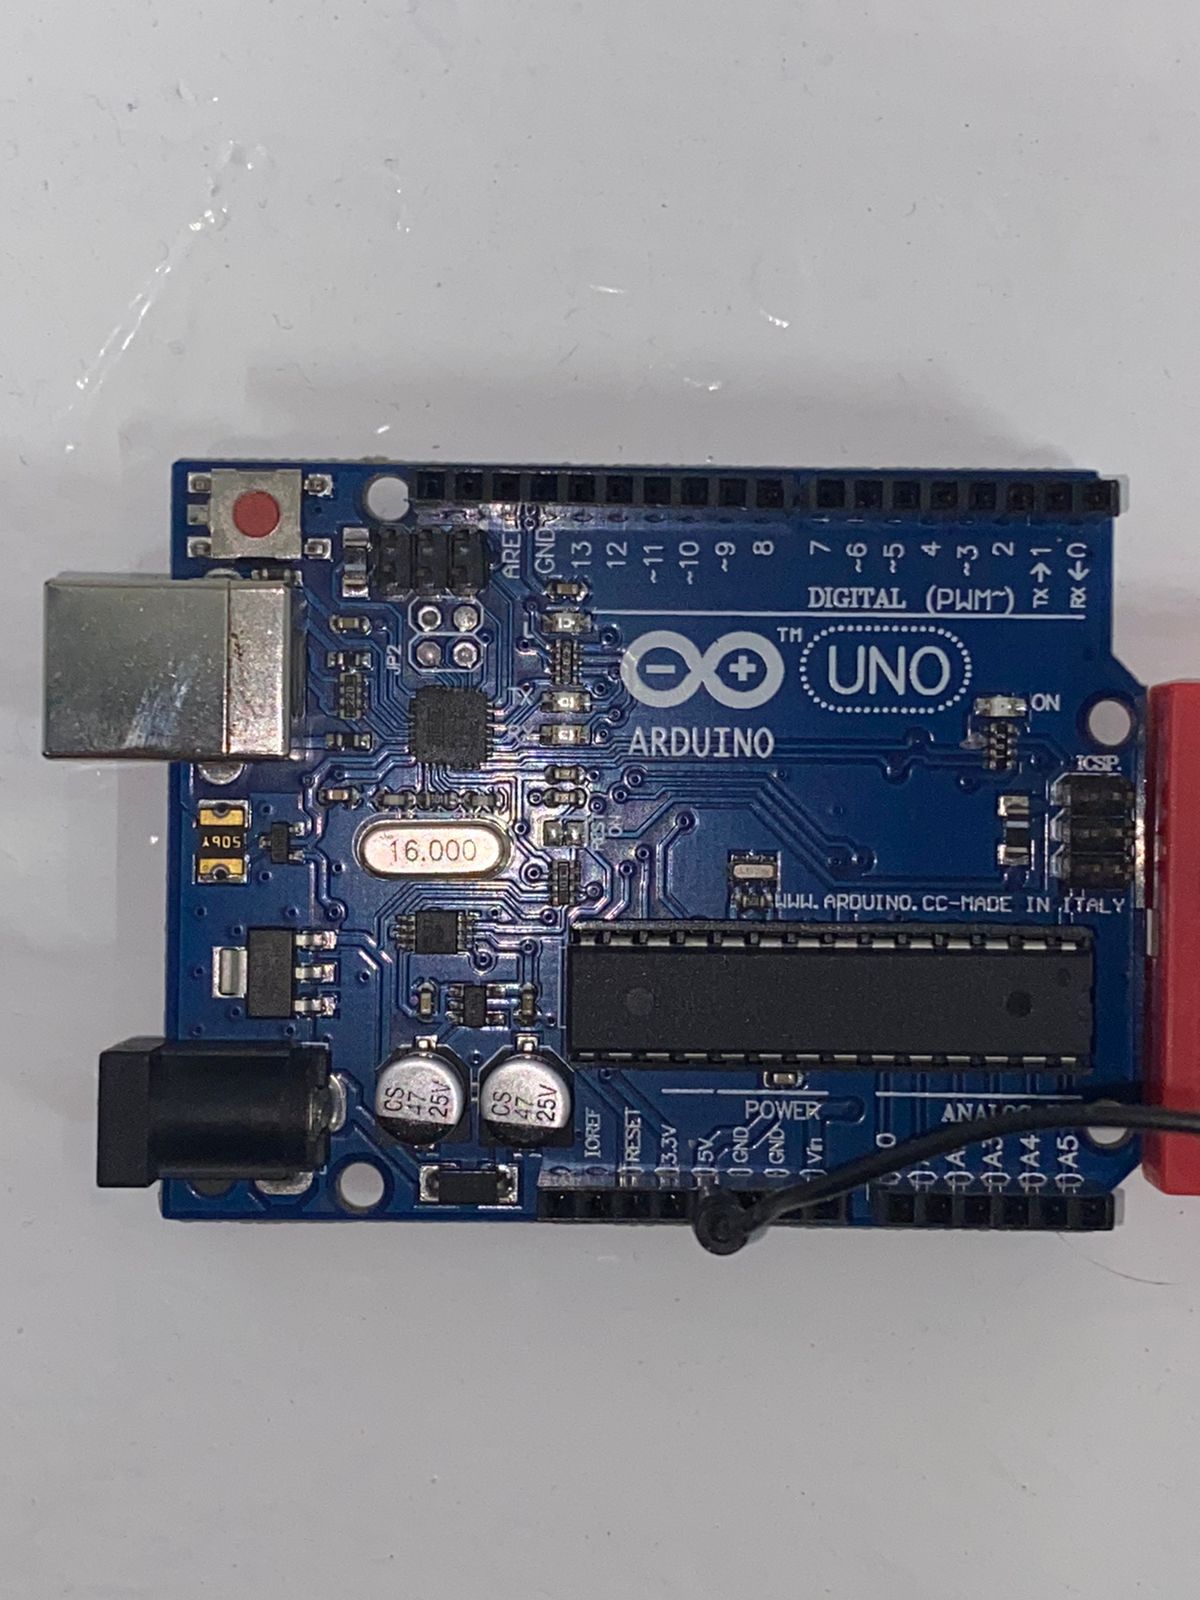 AREF
GND
13
12
~11
~10
~9
8
7
~6
~5
4
~3
2
TX→1
RX←0
DIGITAL (PWM~)
JP2
TX
RX
TM
UNO
ARDUINO
ON
ICSP
16.000
WWW.ARDUINO.CC-MADE IN ITALY
CS
47
25V
CS
47
25V
POWER
IOREF
RESET
3.3V
5V
GND
GND
Vin
A3
A4
A5